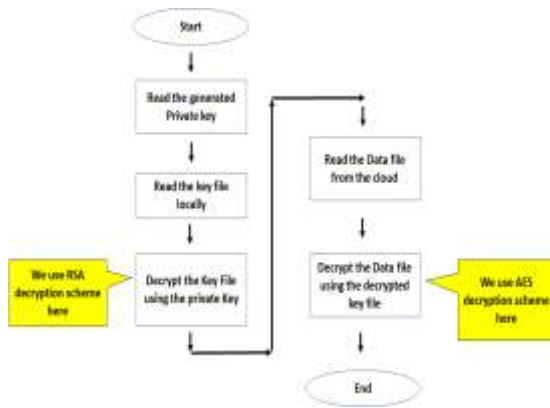 Start
Read the generated
Private key
Read the key file
locally
We use RSA
decryption scheme
here
Decrypt the Key File
using the private Key
Read the Data file
from the cloud
Decrypt the Data file
using the decrypted
key file
We use AES
decryption scheme
here
End